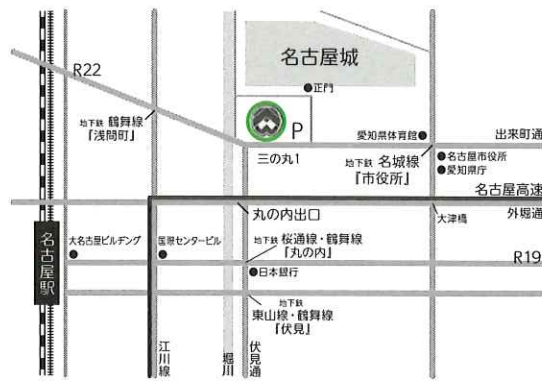 名古屋城
R22
正門
P
地下鉄 鶴舞線
『浅間町』
愛知県体育館
出来町通
三の丸1
地下鉄 名城線
『市役所』
名古屋市役所
愛知県庁
名古屋高速
丸の内出口
大津橋
外堀通
名古屋駅
大名古屋ビルヂング
国際センタービル
地下鉄 桜通線・鶴舞線
『丸の内』
R19
日本銀行
地下鉄
東山線・鶴舞線
『伏見』
江川線
堀川
伏見通